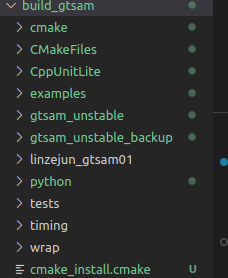 build_gtsam
cmake
CMakeFiles
CppUnitLite
examples
gtsam_unstable
gtsam_unstable_backup
linzejun_gtsam01
python
tests
timing
wrap
cmake_install.cmake U